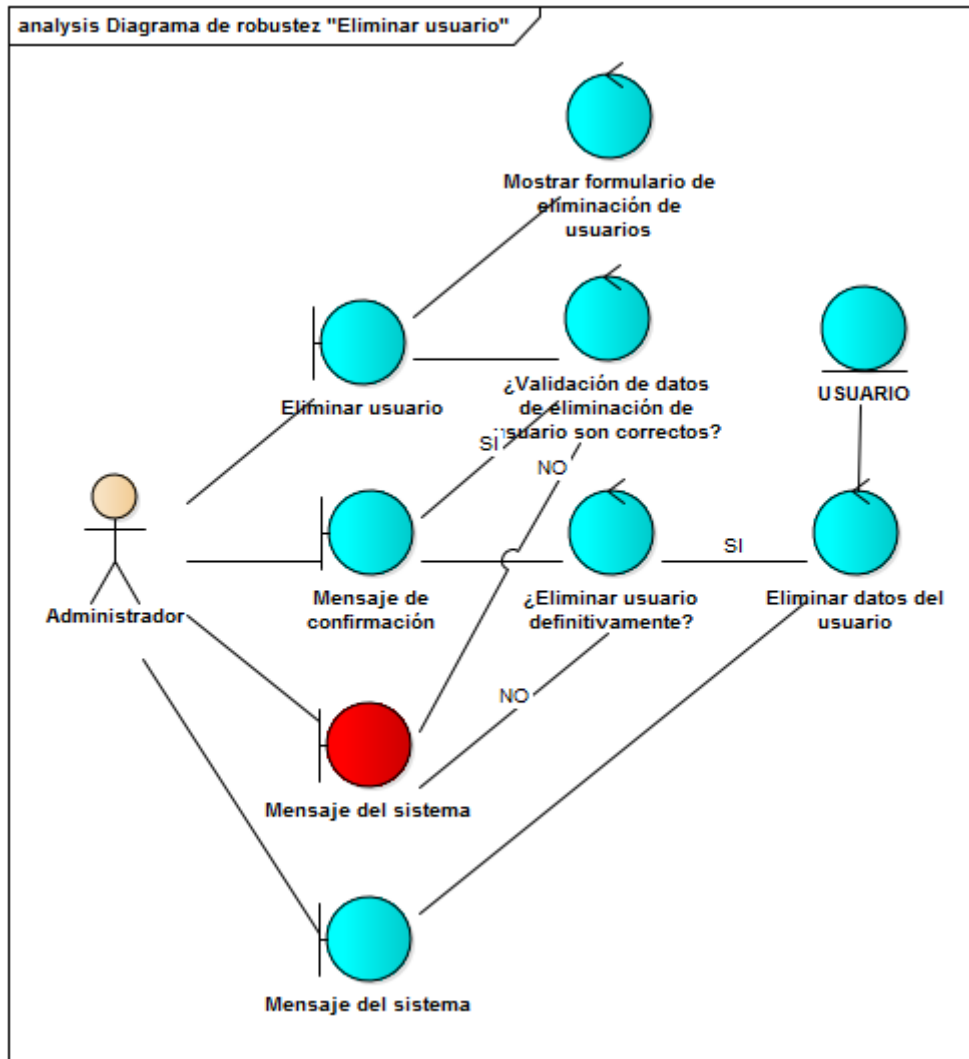 analysis Diagrama de robustez "Eliminar usuario"
Mostrar formulario de
eliminación de
usuarios
Eliminar usuario
¿Validación de datos
de eliminación de
usuario son correctos?
USUARIO
SI
NO
Administrador
Mensaje de
confirmación
¿Eliminar usuario
definitivamente?
SI
Eliminar datos del
usuario
NO
Mensaje del sistema
Mensaje del sistema